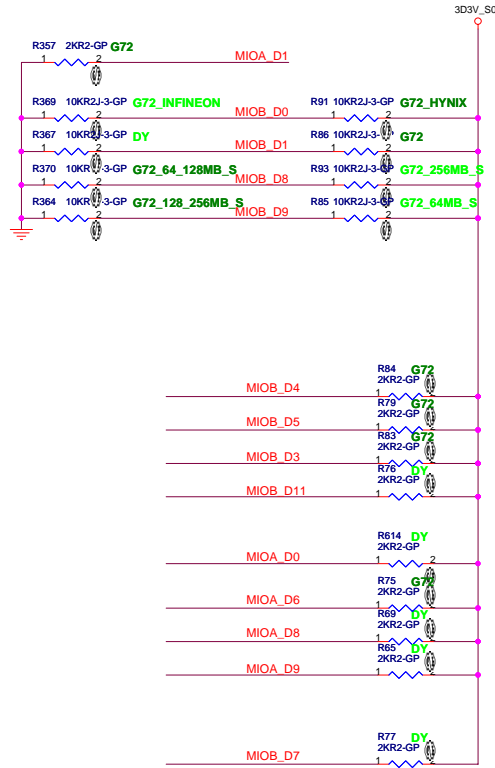 3D3V_S0
R357 2KR2-GP G72
1 2 MIOA_D1
R369 10KR2J-3-GP G72_INFINEON
1 2 MIOB_D0
R91 10KR2J-3-GP G72_HYNIX
1 2
R367 10KR2J-3-GP DY
1 2 MIOB_D1
R86 10KR2J-3-GP G72
1 2
R370 10KR2J-3-GP G72_64_128MB_S
1 2 MIOB_D8
R93 10KR2J-3-GP G72_256MB_S
1 2
R364 10KR2J-3-GP G72_128_256MB_S
1 2 MIOB_D9
R85 10KR2J-3-GP G72_64MB_S
1 2
R84 G72
2KR2-GP
MIOB_D4 1 2
R79 G72
2KR2-GP
MIOB_D5 1 2
R83 G72
2KR2-GP
MIOB_D3 1 2
R76 DY
2KR2-GP
MIOB_D11 1 2
R614 DY
2KR2-GP
MIOA_D0 1 2
R75 G72
2KR2-GP
MIOA_D6 1 2
R69 DY
2KR2-GP
MIOA_D8 1 2
R65 DY
2KR2-GP
MIOA_D9 1 2
R77 DY
2KR2-GP
MIOB_D7 1 2